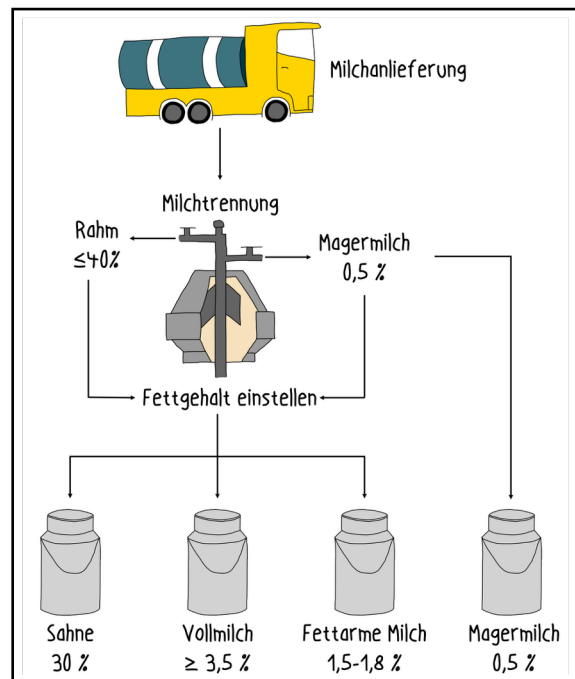 Milchanlieferung
Milchtrennung
Rahm
≤40%
Magermilch
0,5 %
Fettgehalt einstellen
Sahne
30 %
Vollmilch
≥ 3,5 %
Fettarme Milch
1,5-1,8 %
Magermilch
0,5 %